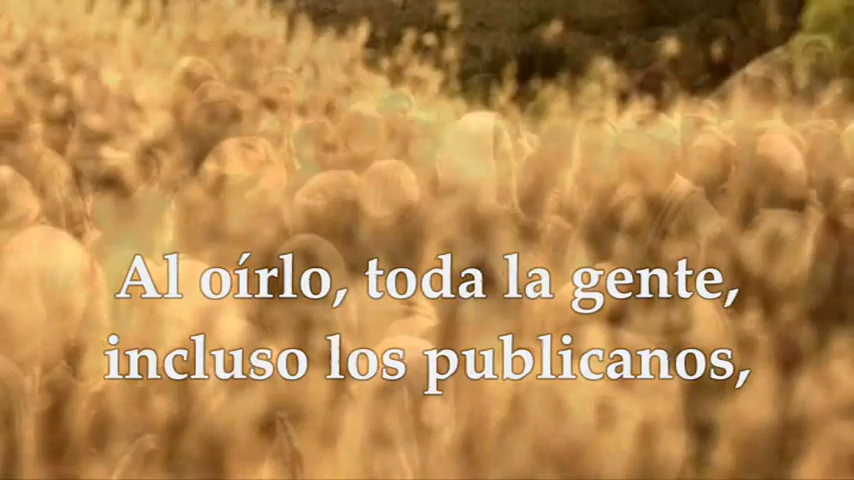 Al oírlo, toda la gente,
incluso los publicanos,